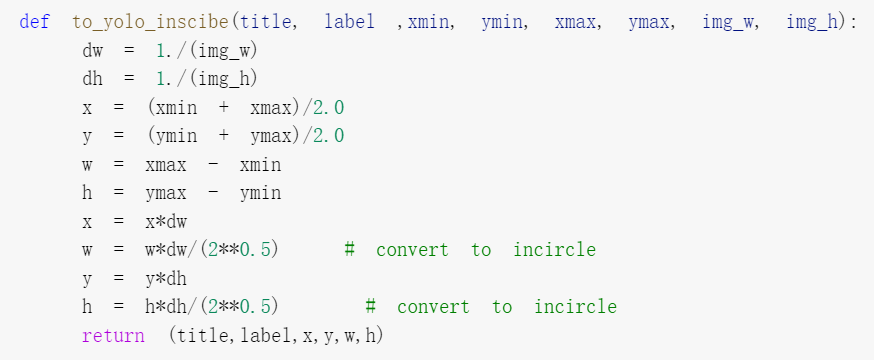 def to_yolo_inscibe(title, label ,xmin, ymin, xmax, ymax, img_w, img_h):
dw = 1./(img_w)
dh = 1./(img_h)
x = (xmin + xmax)/2.0
y = (ymin + ymax)/2.0
w = xmax - xmin
h = ymax - ymin
x = x*dw
w = w*dw/(2**0.5) # convert to incircle
y = y*dh
h = h*dh/(2**0.5) # convert to incircle
return (title,label,x,y,w,h)